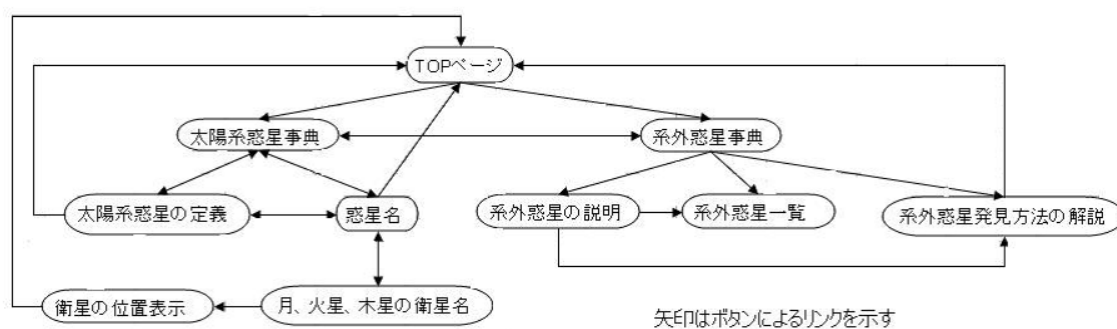 TOPページ
太陽系惑星事典
系外惑星事典
太陽系惑星の定義
惑星名
系外惑星の説明
系外惑星一覧
系外惑星発見方法の解説
衛星の位置表示
月、火星、木星の衛星名
矢印はボタンによるリンクを示す